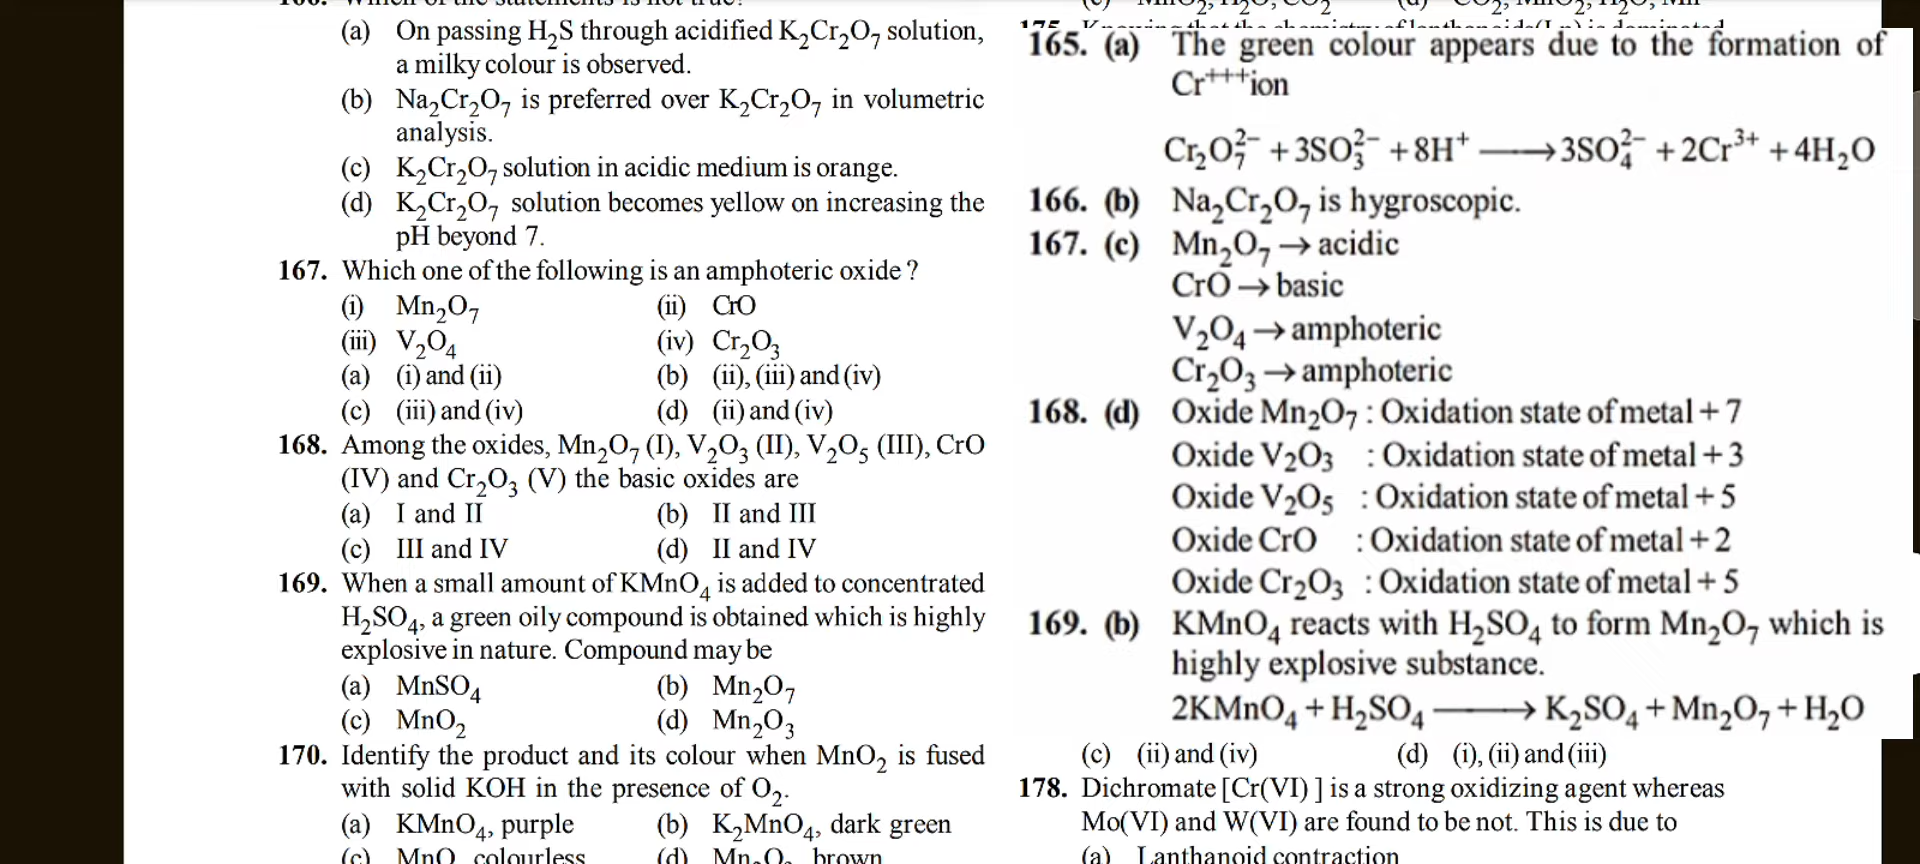 (a) On passing H₂S through acidified K₂Cr₂O₇ solution,
a milky colour is observed.
(b) Na₂Cr₂O₇ is preferred over K₂Cr₂O₇ in volumetric
analysis.
(c) K₂Cr₂O₇ solution in acidic medium is orange.
(d) K₂Cr₂O₇ solution becomes yellow on increasing the
pH beyond 7.
167. Which one of the following is an amphoteric oxide ?
(i) Mn₂O₇ (ii) CrO
(iii) V₂O₄ (iv) Cr₂O₃
(a) (i) and (ii) (b) (ii), (iii) and (iv)
(c) (iii) and (iv) (d) (ii) and (iv)
168. Among the oxides, Mn₂O₇ (I), V₂O₃ (II), V₂O₅ (III), CrO
(IV) and Cr₂O₃ (V) the basic oxides are
(a) I and II (b) II and III
(c) III and IV (d) II and IV
169. When a small amount of KMnO₄ is added to concentrated
H₂SO₄, a green oily compound is obtained which is highly
explosive in nature. Compound may be
(a) MnSO₄ (b) Mn₂O₇
(c) MnO₂ (d) Mn₂O₃
170. Identify the product and its colour when MnO₂ is fused
with solid KOH in the presence of O₂.
(a) KMnO₄, purple (b) K₂MnO₄, dark green
(c) MnO, colourless (d) Mn₂O₃, brown
165. (a) The green colour appears due to the formation of
Cr⁺⁺⁺ion
Cr₂O₇²⁻ + 3SO₃²⁻ + 8H⁺ ⟶ 3SO₄²⁻ + 2Cr³⁺ + 4H₂O
166. (b) Na₂Cr₂O₇ is hygroscopic.
167. (c) Mn₂O₇ → acidic
CrO → basic
V₂O₄ → amphoteric
Cr₂O₃ → amphoteric
168. (d) Oxide Mn₂O₇ : Oxidation state of metal + 7
Oxide V₂O₃ : Oxidation state of metal + 3
Oxide V₂O₅ : Oxidation state of metal + 5
Oxide CrO : Oxidation state of metal + 2
Oxide Cr₂O₃ : Oxidation state of metal + 5
169. (b) KMnO₄ reacts with H₂SO₄ to form Mn₂O₇ which is
highly explosive substance.
2KMnO₄ + H₂SO₄ ⟶ K₂SO₄ + Mn₂O₇ + H₂O
(c) (ii) and (iv) (d) (i), (ii) and (iii)
178. Dichromate [Cr(VI) ] is a strong oxidizing agent whereas
Mo(VI) and W(VI) are found to be not. This is due to
(a) Lanthanoid contraction